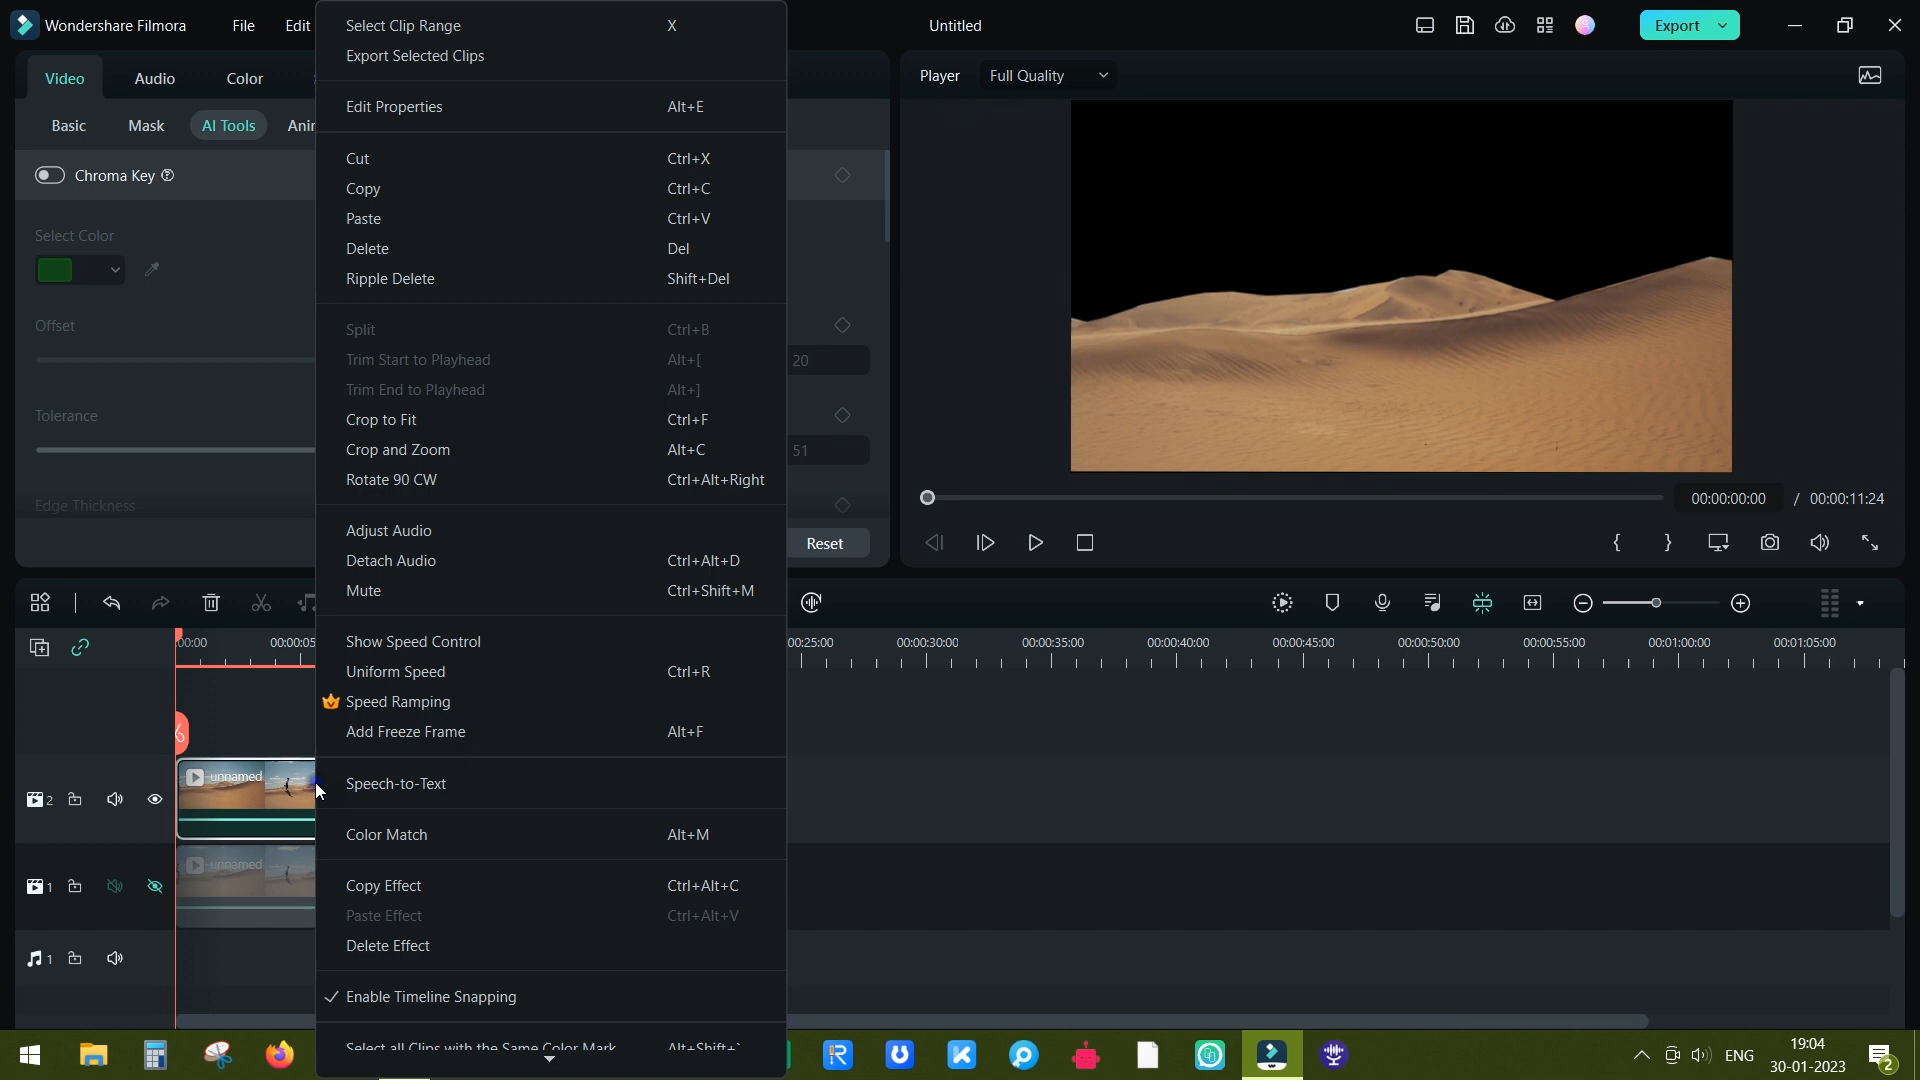 Wondershare Filmora File Edit Untitled Export
Video Audio Color
Basic Mask AI Tools
Chroma Key
Select Color
Offset
20
Tolerance
51
Edge Thickness
Reset
Select Clip Range X
Export Selected Clips
Edit Properties Alt+E
Cut Ctrl+X
Copy Ctrl+C
Paste Ctrl+V
Delete Del
Ripple Delete Shift+Del
Split Ctrl+B
Trim Start to Playhead Alt+[
Trim End to Playhead Alt+]
Crop to Fit Ctrl+F
Crop and Zoom Alt+C
Rotate 90 CW Ctrl+Alt+Right
Adjust Audio
Detach Audio Ctrl+Alt+D
Mute Ctrl+Shift+M
Show Speed Control
Uniform Speed Ctrl+R
Speed Ramping
Add Freeze Frame Alt+F
Speech-to-Text
Color Match Alt+M
Copy Effect Ctrl+Alt+C
Paste Effect Ctrl+Alt+V
Delete Effect
Enable Timeline Snapping
Select all Clips with the Same Color Mark Alt+Shift+`
Player Full Quality
00:00:00:00 / 00:00:11:24
:00:00 00:00:05 00:25:00 00:00:30:00 00:00:35:00 00:00:40:00 00:00:45:00 00:00:50:00 00:00:55:00 00:01:00:00 00:01:05:00
2 unnamed
1 unnamed
1
ENG 19:04
30-01-2023 2